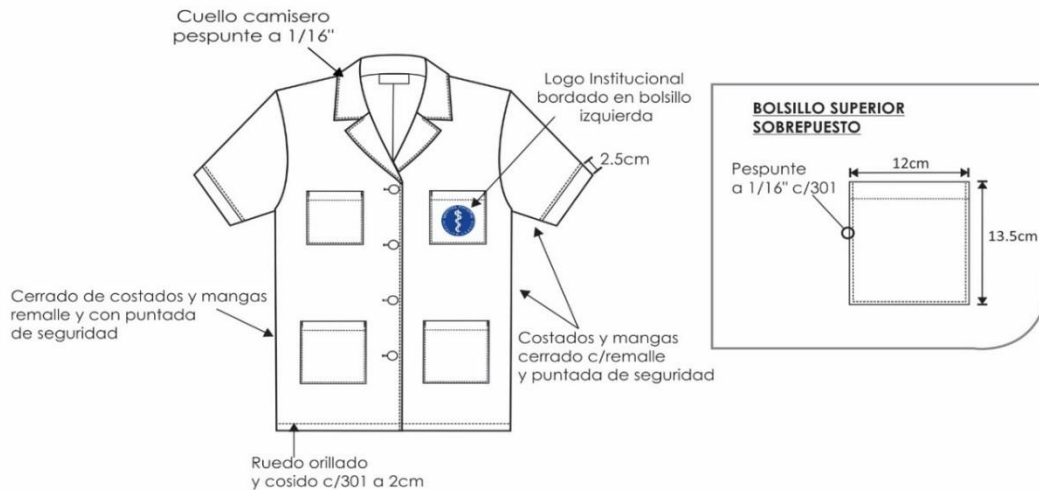 Cuello camisero
pespunte a 1/16"
Logo Institucional
bordado en bolsillo
izquierda
2.5cm
Cerrado de costados y mangas
remalle y con puntada
de seguridad
Costados y mangas
cerrado c/remalle
y puntada de seguridad
Ruedo orillado
y cosido c/301 a 2cm
BOLSILLO SUPERIOR
SOBREPUESTO
Pespunte
a 1/16" c/301
12cm
13.5cm